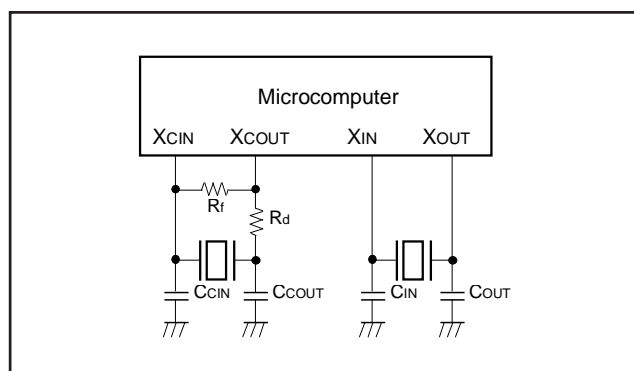 Microcomputer
XCIN XCOUT XIN XOUT
Rf
Rd
CCIN CCOUT CIN COUT